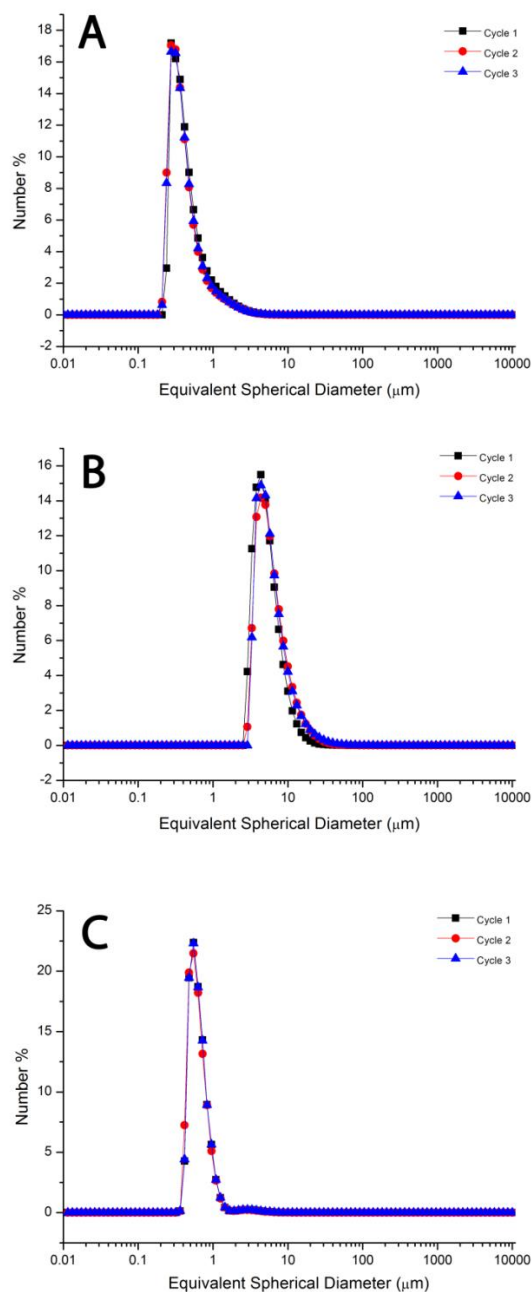 A
Cycle 1
Cycle 2
Cycle 3
Number %
18
16
14
12
10
8
6
4
2
0
-2
0.01 0.1 1 10 100 1000 10000
Equivalent Spherical Diameter (μm)
B
Cycle 1
Cycle 2
Cycle 3
Number %
16
14
12
10
8
6
4
2
0
-2
0.01 0.1 1 10 100 1000 10000
Equivalent Spherical Diameter (μm)
C
Cycle 1
Cycle 2
Cycle 3
Number %
25
20
15
10
5
0
0.01 0.1 1 10 100 1000 10000
Equivalent Spherical Diameter (μm)